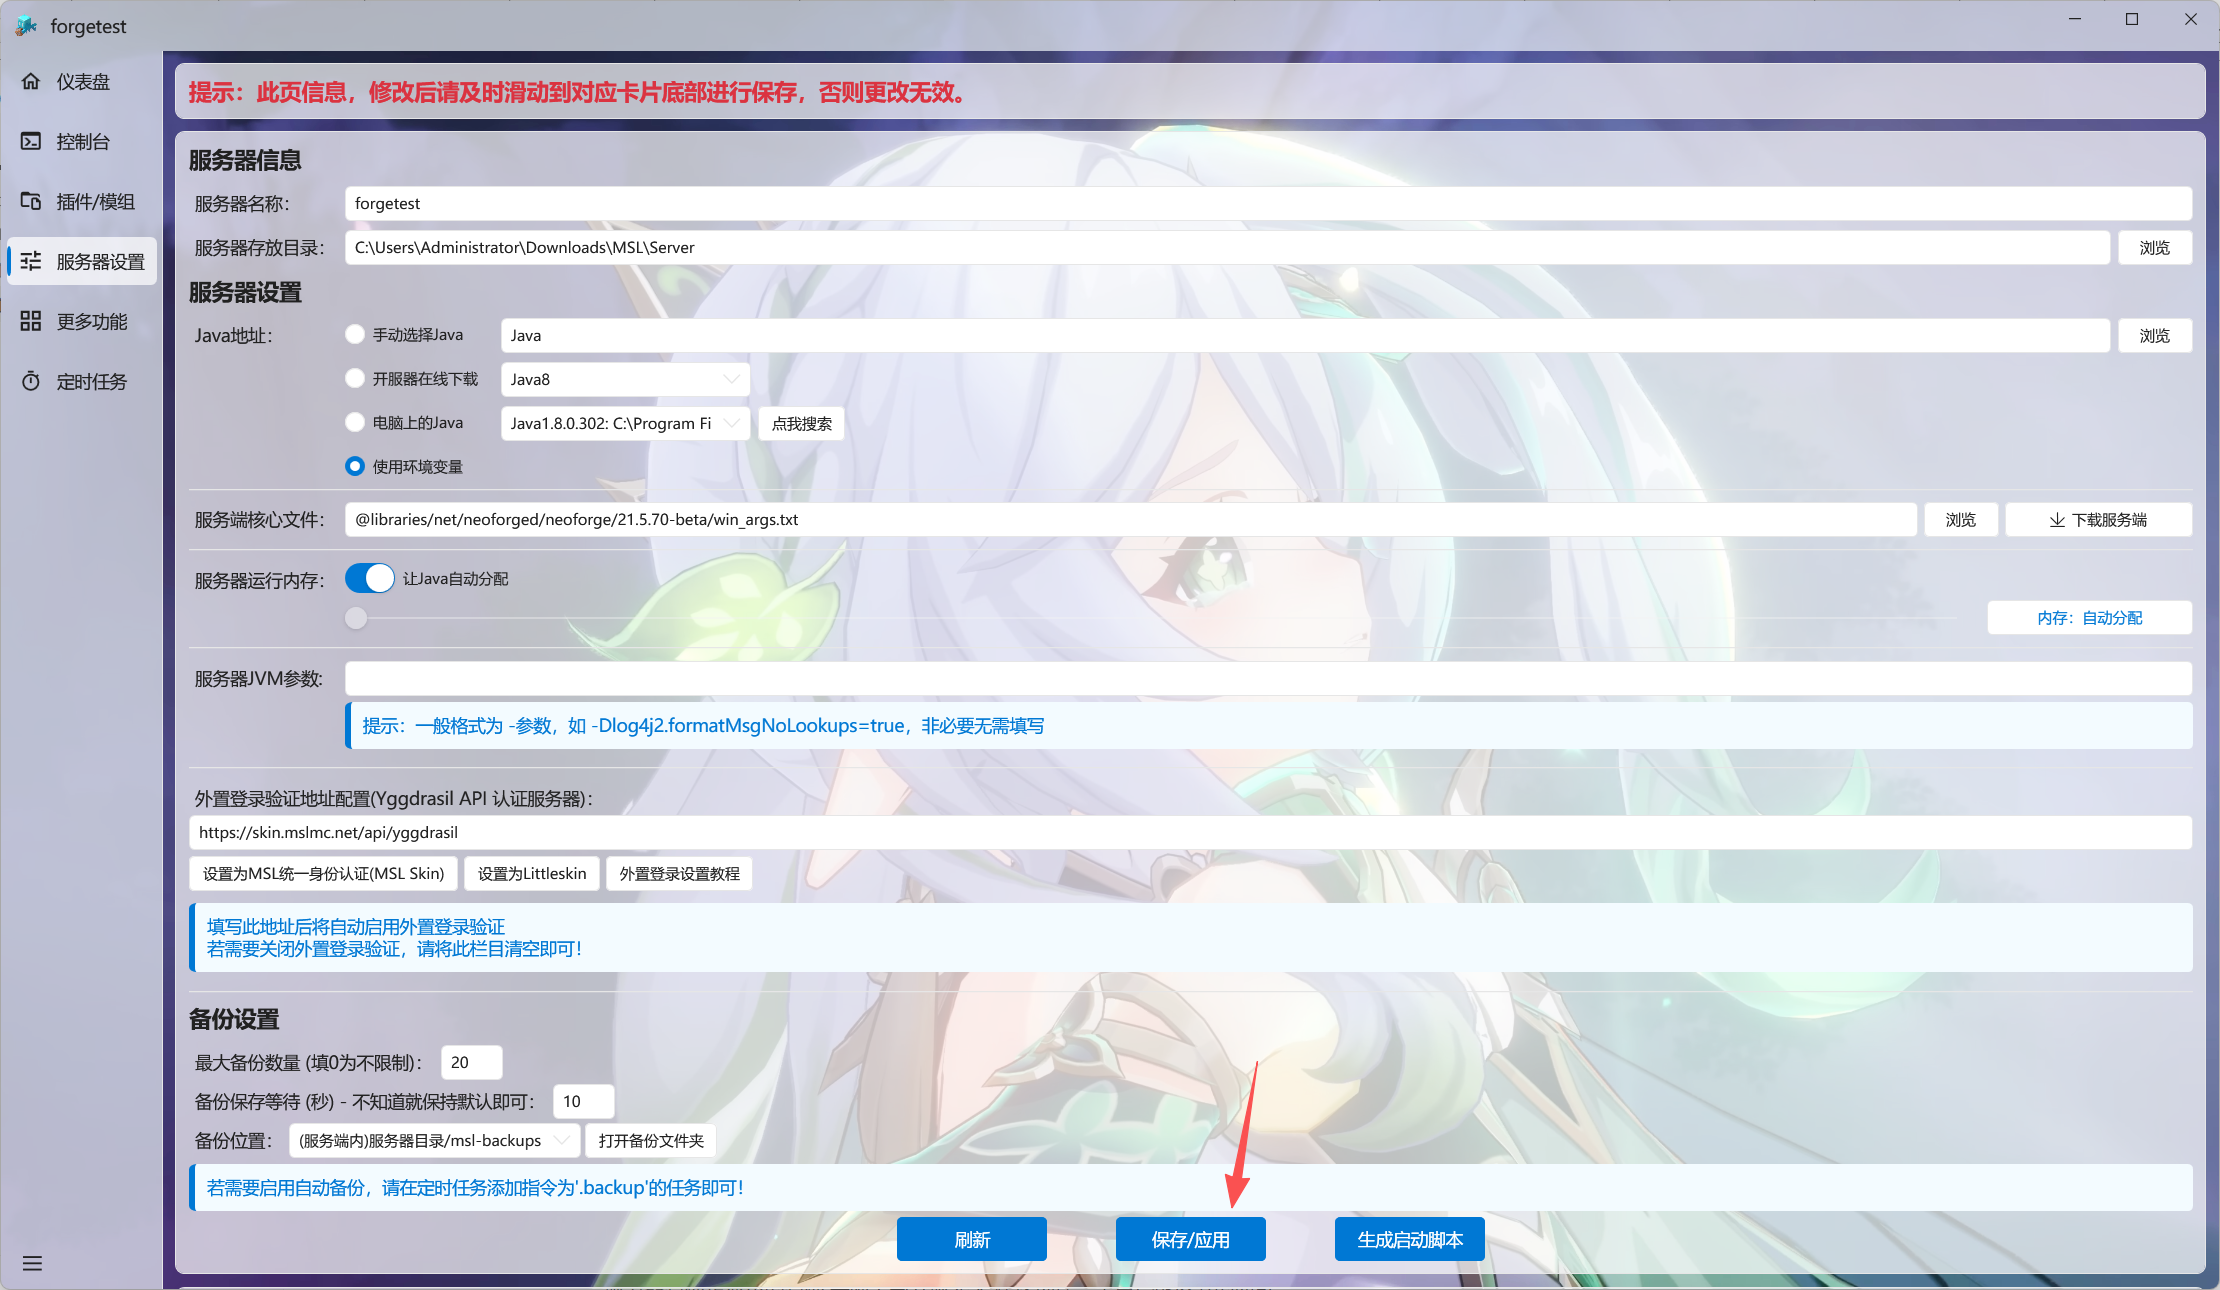 forgetest
仪表盘
控制台
插件/模组
服务器设置
更多功能
定时任务
提示：此页信息，修改后请及时滑动到对应卡片底部进行保存，否则更改无效。
服务器信息
服务器名称： forgetest
服务器存放目录： C:\Users\Administrator\Downloads\MSL\Server 浏览
服务器设置
Java地址： 手动选择Java Java 浏览
开服器在线下载 Java8
电脑上的Java Java1.8.0.302: C:\Program Fi 点我搜索
使用环境变量
服务端核心文件： @libraries/net/neoforged/neoforge/21.5.70-beta/win_args.txt 浏览 下载服务端
服务器运行内存： 让Java自动分配
内存：自动分配
服务器JVM参数:
提示：一般格式为 -参数，如 -Dlog4j2.formatMsgNoLookups=true，非必要无需填写
外置登录验证地址配置(Yggdrasil API 认证服务器)：
https://skin.mslmc.net/api/yggdrasil
设置为MSL统一身份认证(MSL Skin) 设置为Littleskin 外置登录设置教程
填写此地址后将自动启用外置登录验证
若需要关闭外置登录验证，请将此栏目清空即可！
备份设置
最大备份数量 (填0为不限制)： 20
备份保存等待 (秒) - 不知道就保持默认即可： 10
备份位置： (服务端内)服务器目录/msl-backups 打开备份文件夹
若需要启用自动备份，请在定时任务添加指令为'.backup'的任务即可！
刷新 保存/应用 生成启动脚本